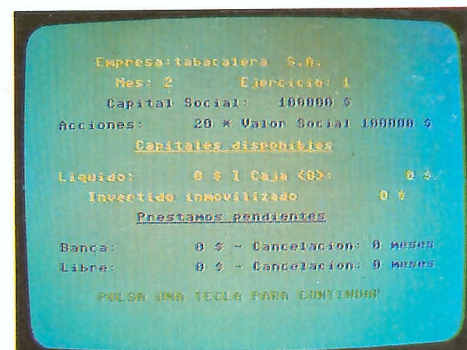 Empresa:tabacalera S.A.
Mes: 2 Ejercicio: 1
Capital Social: 100000 $
Acciones: 20 * Valor Social 100000 $
Capitales disponibles
Liquido: 0 $ I Caja <B>: 0 $
Invertido inmovilizado 0 $
Prestamos pendientes
Banca: 0 $ - Cancelacion: 0 meses
Libre: 0 $ - Cancelacion: 0 meses
PULSA UNA TECLA PARA CONTINUAR